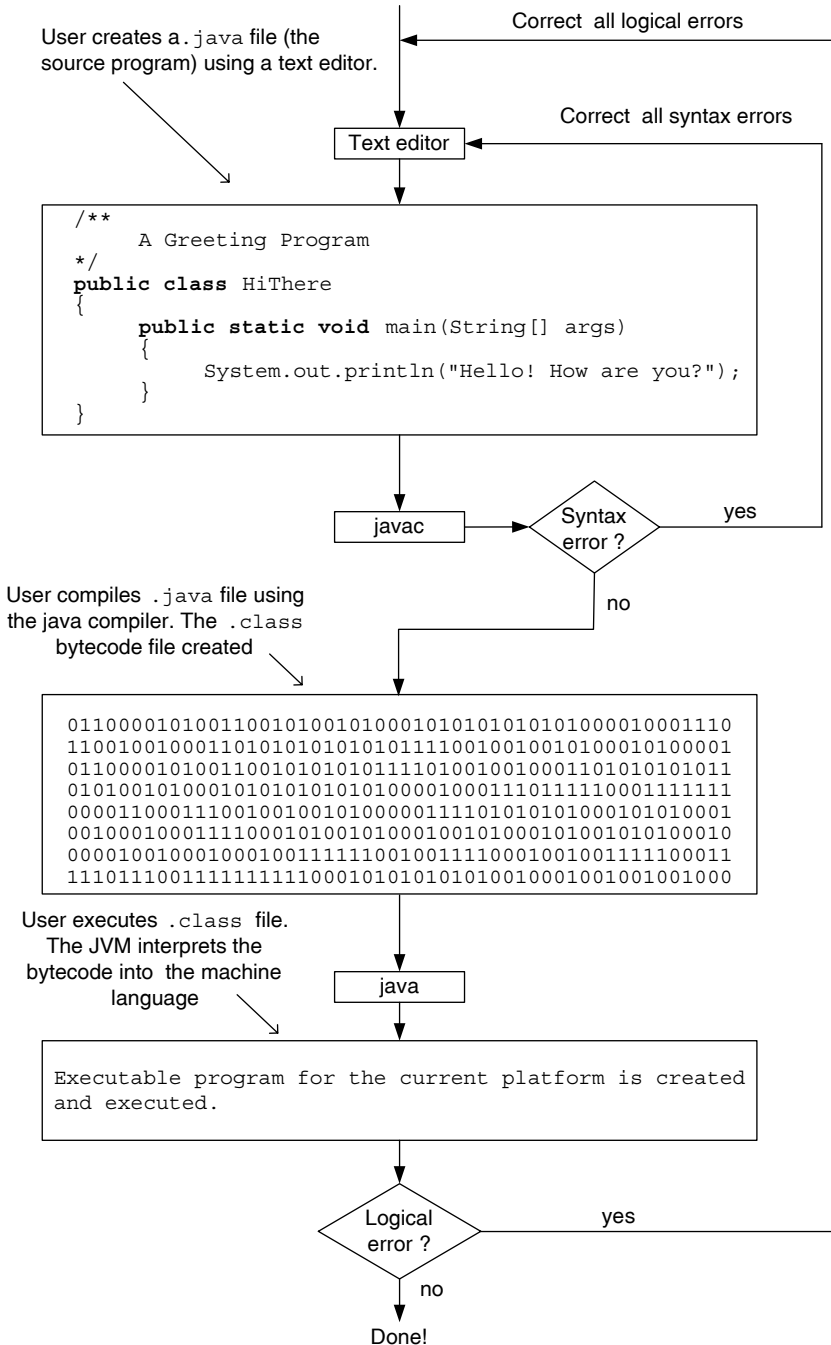 Correct all logical errors
User creates a .java file (the
source program) using a text editor.
Correct all syntax errors
Text editor
/**
A Greeting Program
*/
public class HiThere
{
public static void main(String[] args)
{
System.out.println("Hello! How are you?");
}
}
javac
Syntax
error ?
yes
no
User compiles .java file using
the java compiler. The .class
bytecode file created
0110000101001100101001010001010101010101000010001110
1100100100011010101010101011110010010010100010100001
0110000101001100101010101111010010010001101010101011
0101001010001010101010101000010001110111110001111111
0000110001110010010010100000111101010101000101010001
0010001000111100010100101000100101000101001010100010
0000100100010001001111110010011110001001001111100011
1110111001111111111000101010101010010001001001001000
User executes .class file.
The JVM interprets the
bytecode into the machine
language
java
Executable program for the current platform is created
and executed.
Logical
error ?
yes
no
Done!